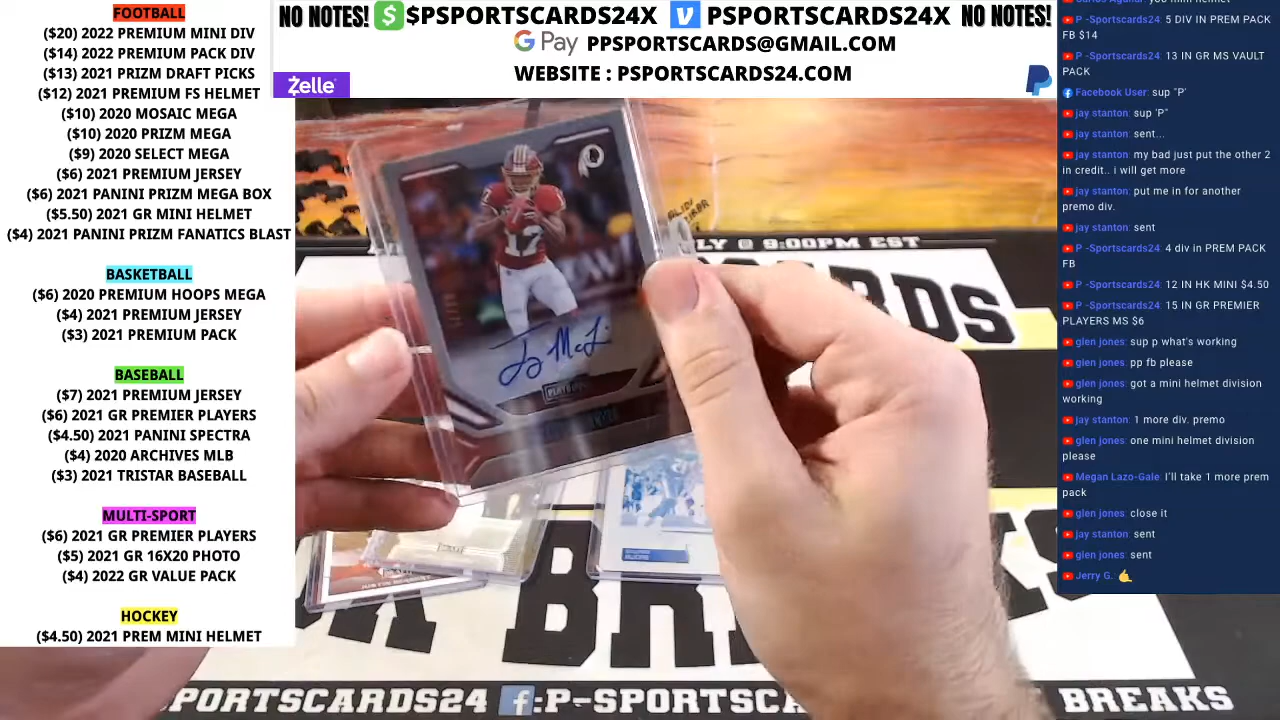 FOOTBALL
($20) 2022 PREMIUM MINI DIV
($14) 2022 PREMIUM PACK DIV
($13) 2021 PRIZM DRAFT PICKS
($12) 2021 PREMIUM FS HELMET
($10) 2020 MOSAIC MEGA
($10) 2020 PRIZM MEGA
($9) 2020 SELECT MEGA
($6) 2021 PREMIUM JERSEY
($6) 2021 PANINI PRIZM MEGA BOX
($5.50) 2021 GR MINI HELMET
($4) 2021 PANINI PRIZM FANATICS BLAST
BASKETBALL
($6) 2020 PREMIUM HOOPS MEGA
($4) 2021 PREMIUM JERSEY
($3) 2021 PREMIUM PACK
BASEBALL
($7) 2021 PREMIUM JERSEY
($6) 2021 GR PREMIER PLAYERS
($4.50) 2021 PANINI SPECTRA
($4) 2020 ARCHIVES MLB
($3) 2021 TRISTAR BASEBALL
MULTI-SPORT
($6) 2021 GR PREMIER PLAYERS
($5) 2021 GR 16X20 PHOTO
($4) 2022 GR VALUE PACK
HOCKEY
($4.50) 2021 PREM MINI HELMET
NO NOTES! $ $PSPORTSCARDS24X V PSPORTSCARDS24X NO NOTES!
G Pay PPSPORTSCARDS@GMAIL.COM
WEBSITE : PSPORTSCARDS24.COM
Zelle
17
17
LY @ 9:00PM EST
RDS
BRE
PSPORTSCARDS24 f:P-SPORTSCA BREAKS
P -Sportscards24: 5 DIV IN PREM PACK
FB $14
P -Sportscards24: 13 IN GR MS VAULT
PACK
Facebook User: sup "P'
jay stanton: sup 'P"
jay stanton: sent...
jay stanton: my bad just put the other 2
in credit.. i will get more
jay stanton: put me in for another
premo div.
jay stanton: sent
P -Sportscards24: 4 div in PREM PACK
FB
P -Sportscards24: 12 IN HK MINI $4.50
P -Sportscards24: 15 IN GR PREMIER
PLAYERS MS $6
glen jones: sup p what's working
glen jones: pp fb please
glen jones: got a mini helmet division
working
jay stanton: 1 more div. premo
glen jones: one mini helmet division
please
Megan Lazo-Gale: I'll take 1 more prem
pack
glen jones: close it
jay stanton: sent
glen jones: sent
Jerry G.: 🤙